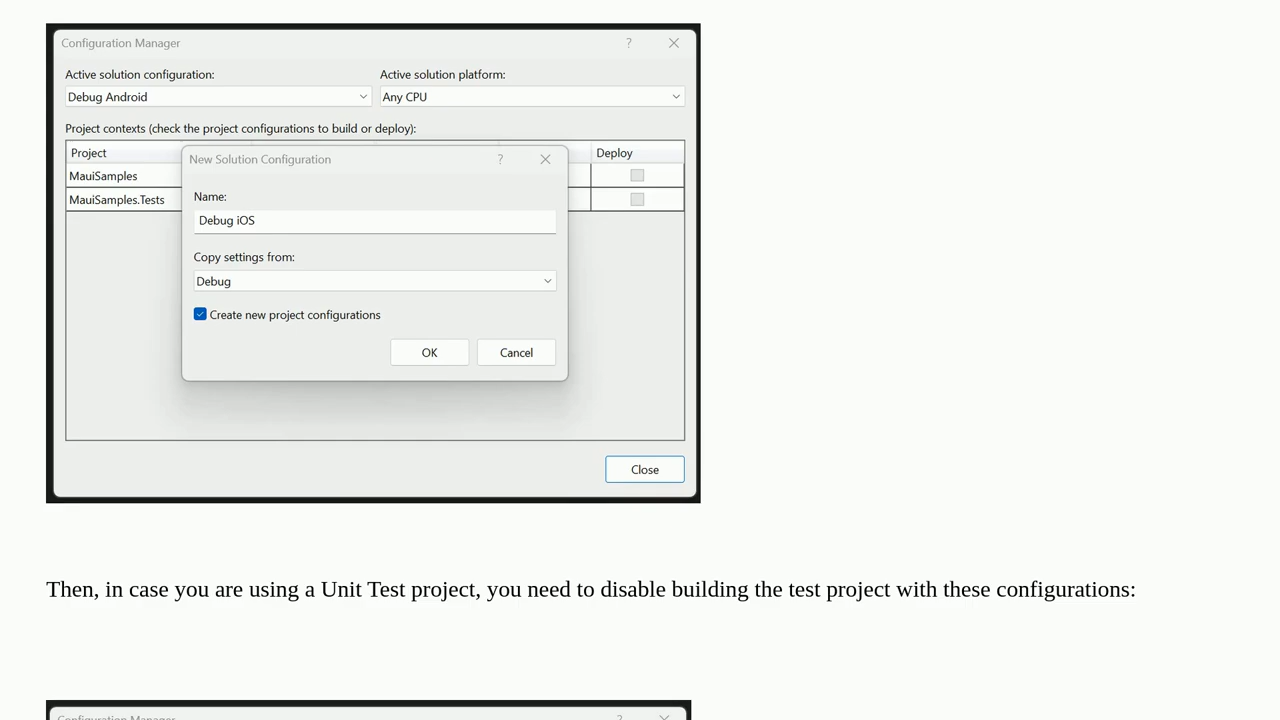 Configuration Manager ?
Active solution configuration: Active solution platform:
Debug Android Any CPU
Project contexts (check the project configurations to build or deploy):
Project Deploy
New Solution Configuration ?
MauiSamples
MauiSamples.Tests
Name:
Debug iOS
Copy settings from:
Debug
Create new project configurations
OK Cancel
Close
Then, in case you are using a Unit Test project, you need to disable building the test project with these configurations:
Configuration Manager ?